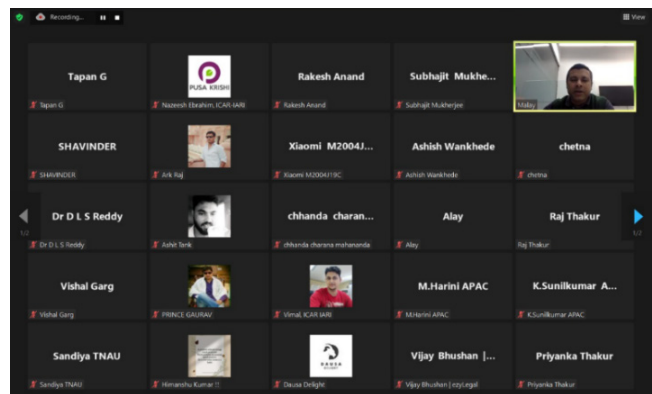 Recording...
View
Tapan G
PUSA KRISHI
Rakesh Anand
Subhajit Mukhe...
Tapan G
Nazeesh Ebrahim, ICAR-IARI
Rakesh Anand
Subhajit Mukherjee
Mallay
SHAVINDER
Xiaomi M2004J...
Ashish Wankhede
chetna
SHAVINDER
Ark Raj
Xiaomi M2004J19C
Ashish Wankhede
chetna
Dr D L S Reddy
chhanda charan...
Alay
Raj Thakur
1/2
1/2
Dr D L S Reddy
Ashit Tarik
chhanda charana mohananda
Alay
Raj Thakur
Vishal Garg
M.Harini APAC
K.Sunilkumar A...
Vishal Garg
PRINCE GAURAV
Vimal, ICAR IARI
M.Harini APAC
K.Sunilkumar APAC
Sandiya TNAU
DAUSA
Vijay Bhushan |...
Priyanka Thakur
Sandiya TNAU
Himanshu Kumar !!
Dausa Delight
Vijay Bhushan | ezyLegal
Priyanka Thakur